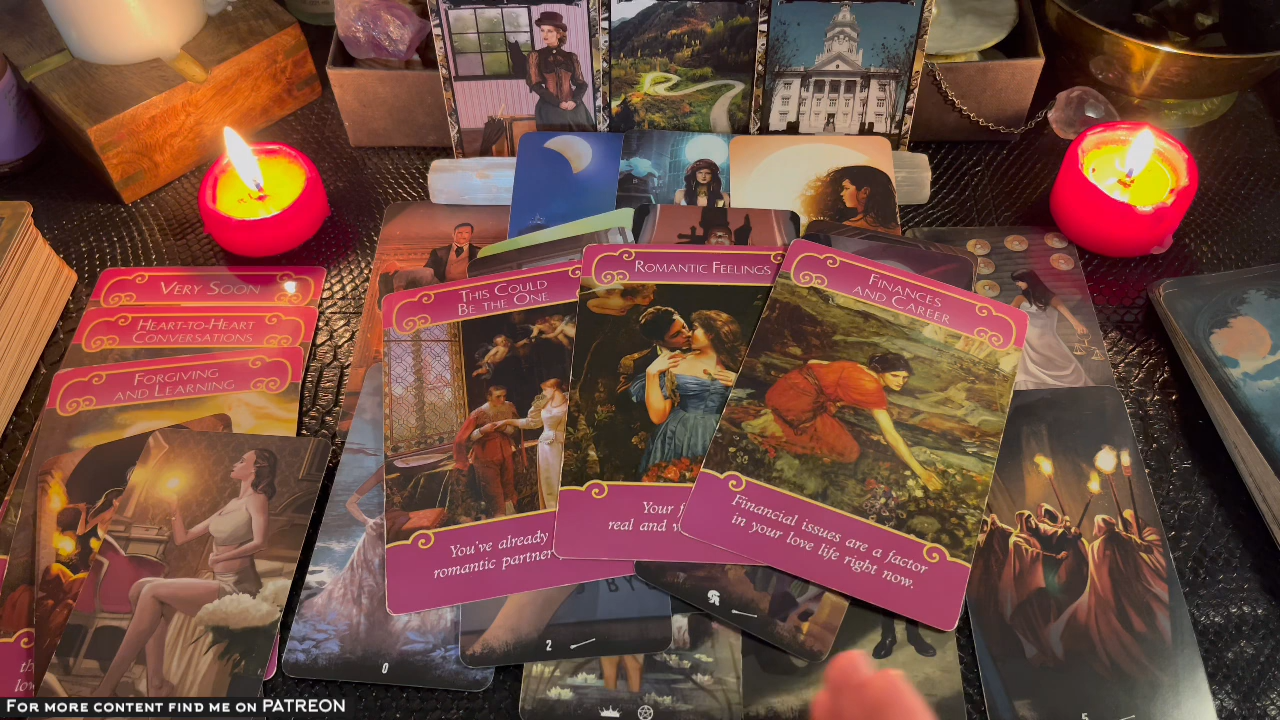 VERY SOON
HEART-TO-HEART
CONVERSATIONS
FORGIVING
AND LEARNING
THIS COULD
BE THE ONE
ROMANTIC FEELINGS
FINANCES
AND CAREER
You've already
romantic partner
Your f
real and
Financial issues are a factor
in your love life right now.
th
lov
0
2
5
FOR MORE CONTENT FIND ME ON PATREON